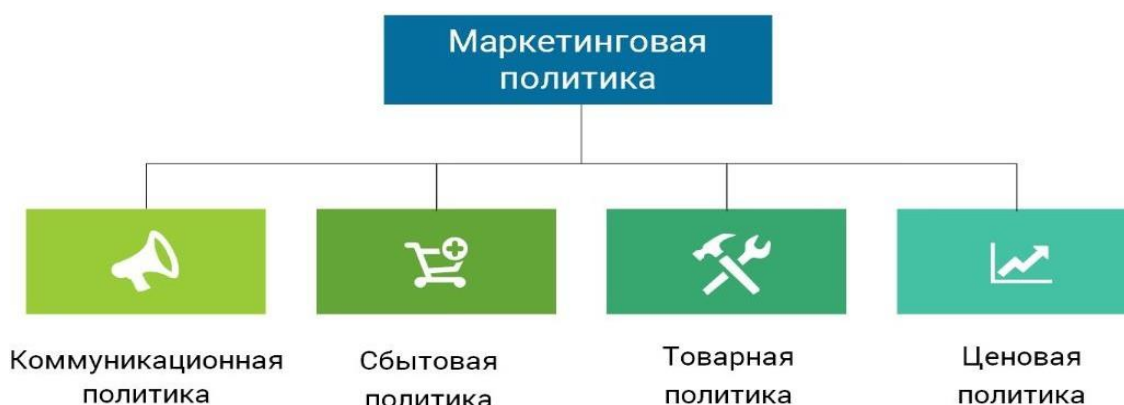 Маркетинговая
политика
Коммуникационная
политика
Сбытовая
политика
Товарная
политика
Ценовая
политика